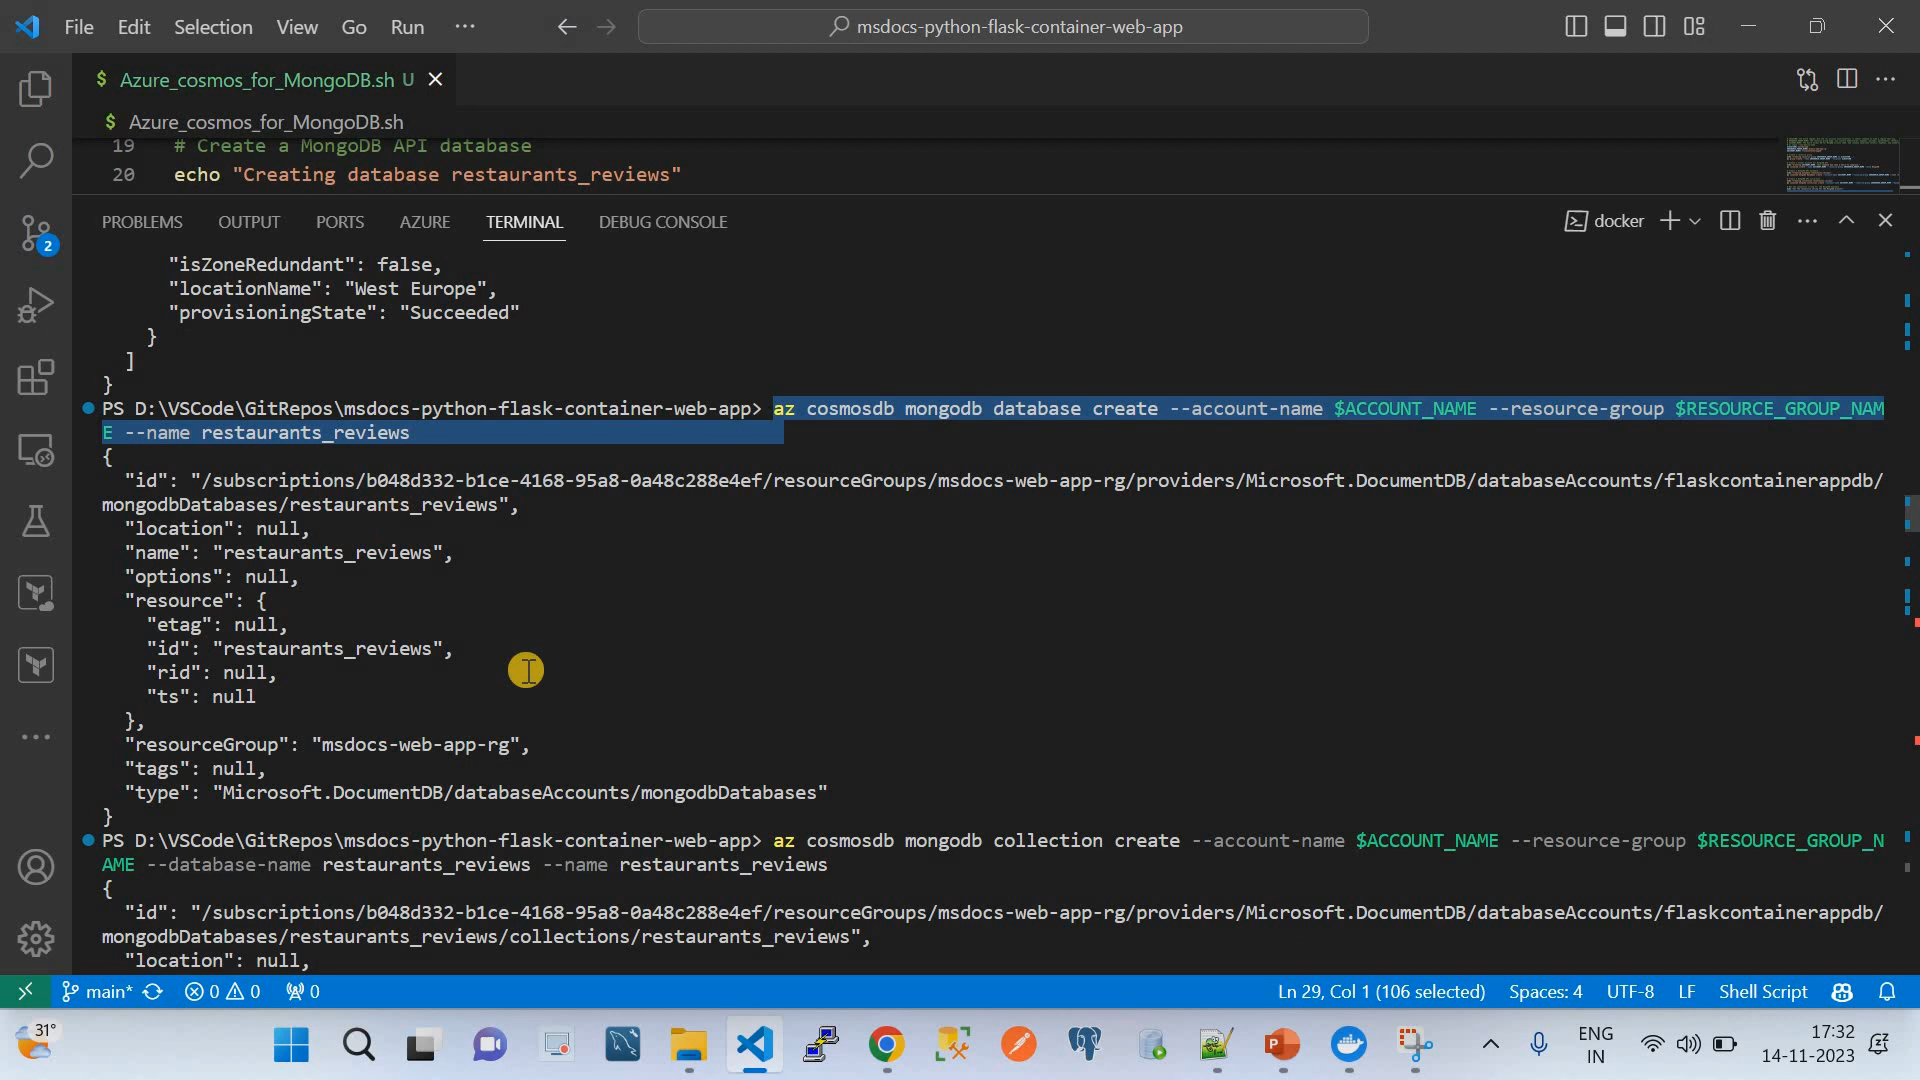 File Edit Selection View Go Run ··· msdocs-python-flask-container-web-app
$ Azure_cosmos_for_MongoDB.sh U
$ Azure_cosmos_for_MongoDB.sh
19 # Create a MongoDB API database
20 echo "Creating database restaurants_reviews"
PROBLEMS OUTPUT PORTS AZURE TERMINAL DEBUG CONSOLE docker
"isZoneRedundant": false,
"locationName": "West Europe",
"provisioningState": "Succeeded"
}
]
}
PS D:\VSCode\GitRepos\msdocs-python-flask-container-web-app> az cosmosdb mongodb database create --account-name $ACCOUNT_NAME --resource-group $RESOURCE_GROUP_NAM
E --name restaurants_reviews
{
"id": "/subscriptions/b048d332-b1ce-4168-95a8-0a48c288e4ef/resourceGroups/msdocs-web-app-rg/providers/Microsoft.DocumentDB/databaseAccounts/flaskcontainerappdb/
mongodbDatabases/restaurants_reviews",
"location": null,
"name": "restaurants_reviews",
"options": null,
"resource": {
"etag": null,
"id": "restaurants_reviews",
"rid": null,
"ts": null
},
"resourceGroup": "msdocs-web-app-rg",
"tags": null,
"type": "Microsoft.DocumentDB/databaseAccounts/mongodbDatabases"
}
PS D:\VSCode\GitRepos\msdocs-python-flask-container-web-app> az cosmosdb mongodb collection create --account-name $ACCOUNT_NAME --resource-group $RESOURCE_GROUP_N
AME --database-name restaurants_reviews --name restaurants_reviews
{
"id": "/subscriptions/b048d332-b1ce-4168-95a8-0a48c288e4ef/resourceGroups/msdocs-web-app-rg/providers/Microsoft.DocumentDB/databaseAccounts/flaskcontainerappdb/
mongodbDatabases/restaurants_reviews/collections/restaurants_reviews",
"location": null,
2
main* 0 0 0 Ln 29, Col 1 (106 selected) Spaces: 4 UTF-8 LF Shell Script
31° ENG 17:32
IN 14-11-2023